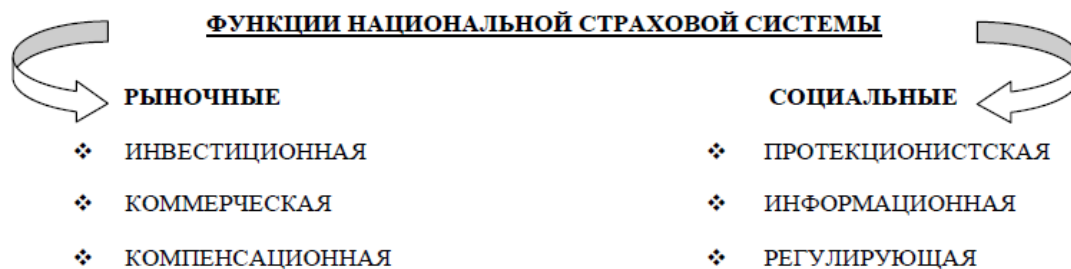 ФУНКЦИИ НАЦИОНАЛЬНОЙ СТРАХОВОЙ СИСТЕМЫ
РЫНОЧНЫЕ
СОЦИАЛЬНЫЕ
❖ ИНВЕСТИЦИОННАЯ
❖ ПРОТЕКЦИОНИСТСКАЯ
❖ КОММЕРЧЕСКАЯ
❖ ИНФОРМАЦИОННАЯ
❖ КОМПЕНСАЦИОННАЯ
❖ РЕГУЛИРУЮЩАЯ